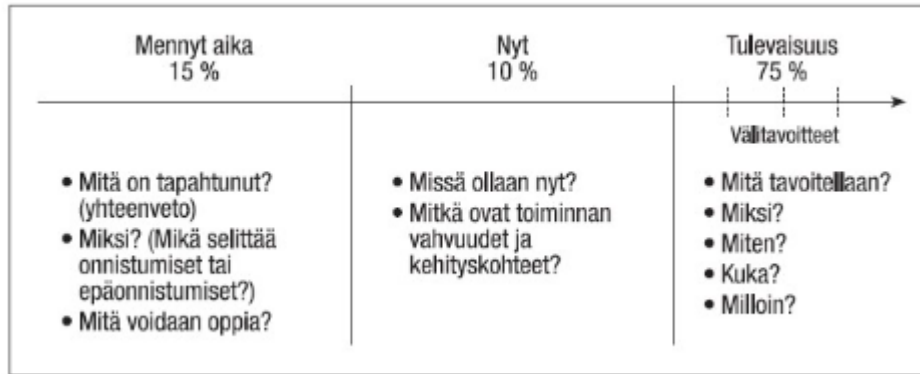 Mennyt aika
15 %
Nyt
10 %
Tulevaisuus
75 %
Välitavoitteet
• Mitä on tapahtunut?
(yhteenveto)
• Miksi? (Mikä selittää
onnistumiset tai
epäonnistumiset?)
• Mitä voidaan oppia?
• Missä ollaan nyt?
• Mitkä ovat toiminnan
vahvuudet ja
kehityskohteet?
• Mitä tavoitellaan?
• Miksi?
• Miten?
• Kuka?
• Milloin?